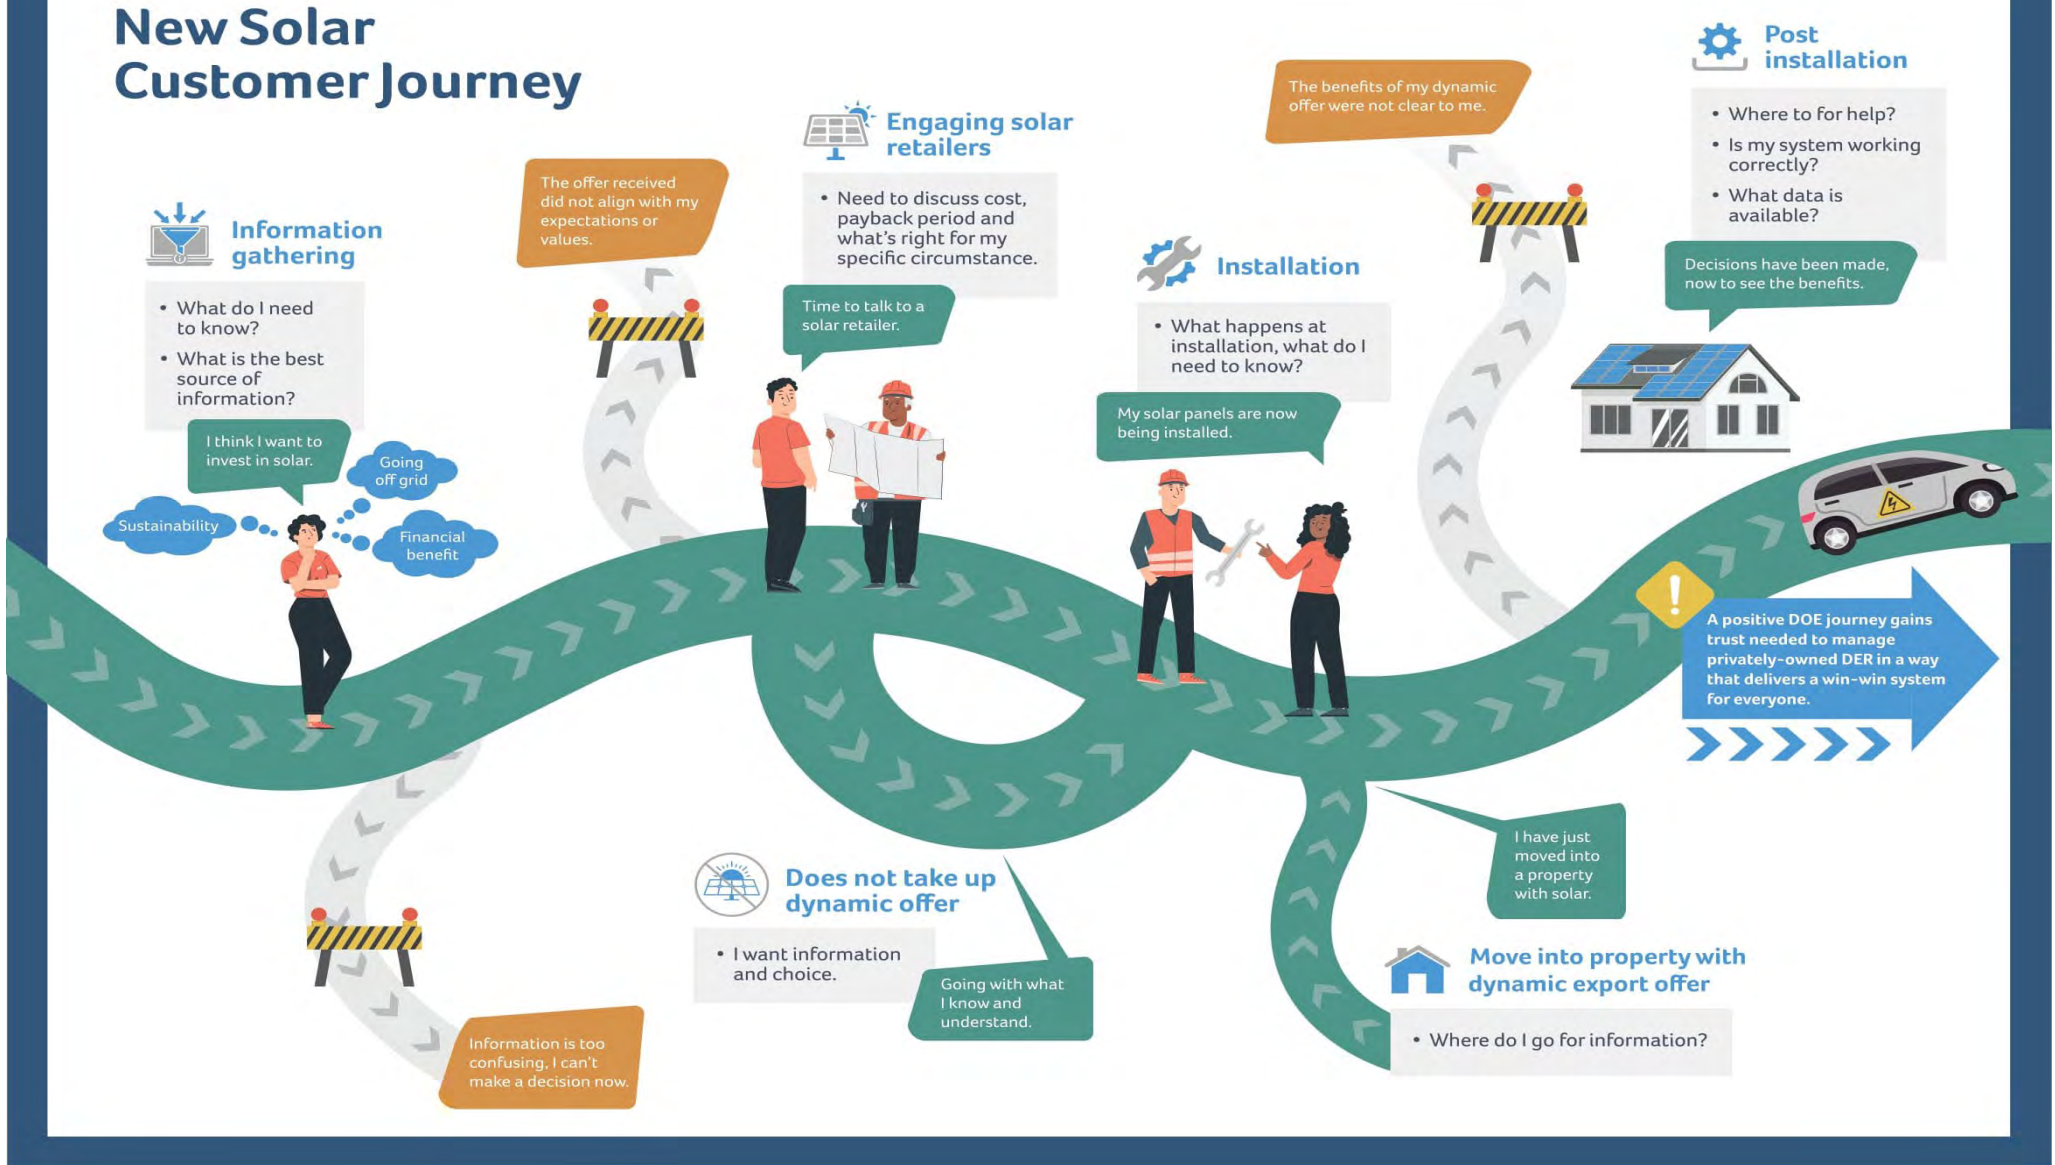 New Solar
Customer Journey
Information
gathering
• What do I need
to know?
• What is the best
source of
information?
I think I want to
invest in solar.
Sustainability
Going
off grid
Financial
benefit
The offer received
did not align with my
expectations or
values.
Information is too
confusing, I can't
make a decision now.
Engaging solar
retailers
• Need to discuss cost,
payback period and
what's right for my
specific circumstance.
Time to talk to a
solar retailer.
Does not take up
dynamic offer
• I want information
and choice.
Going with what
I know and
understand.
Installation
• What happens at
installation, what do I
need to know?
My solar panels are now
being installed.
The benefits of my dynamic
offer were not clear to me.
I have just
moved into
a property
with solar.
Move into property with
dynamic export offer
• Where do I go for information?
Post
installation
• Where to for help?
• Is my system working
correctly?
• What data is
available?
Decisions have been made,
now to see the benefits.
!
A positive DOE journey gains
trust needed to manage
privately-owned DER in a way
that delivers a win-win system
for everyone.